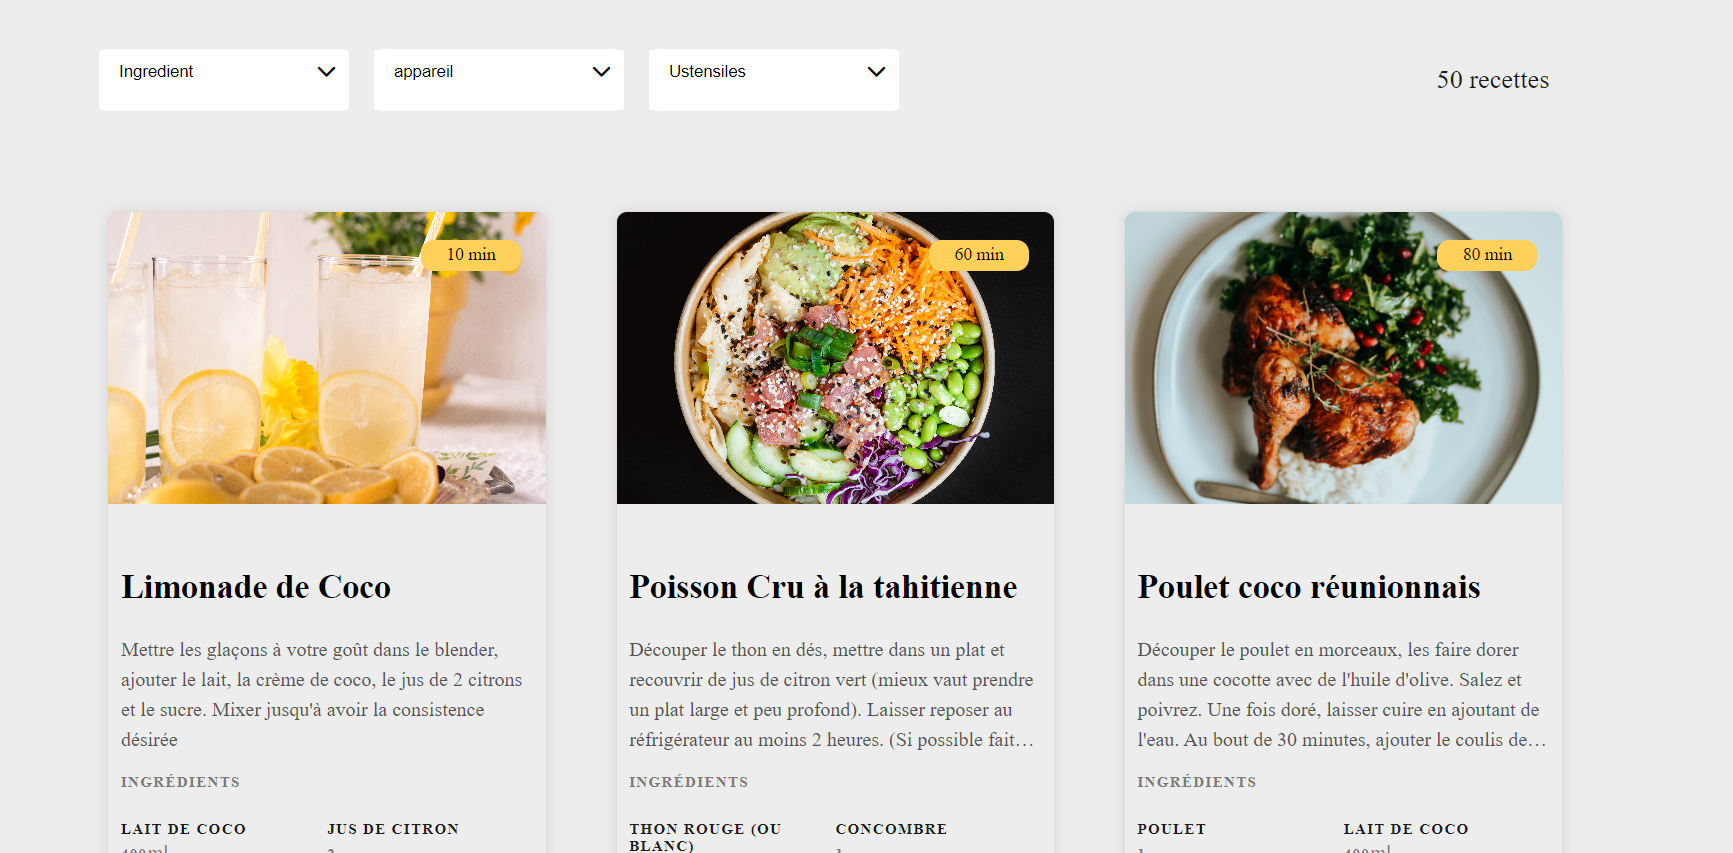 Ingredient
appareil
Ustensiles
50 recettes
10 min
60 min
80 min
Limonade de Coco
Mettre les glaçons à votre goût dans le blender,
ajouter le lait, la crème de coco, le jus de 2 citrons
et le sucre. Mixer jusqu'à avoir la consistence
désirée
INGRÉDIENTS
LAIT DE COCO
JUS DE CITRON
400ml
Poisson Cru à la tahitienne
Découper le thon en dés, mettre dans un plat et
recouvrir de jus de citron vert (mieux vaut prendre
un plat large et peu profond). Laisser reposer au
réfrigérateur au moins 2 heures. (Si possible fait…
INGRÉDIENTS
THON ROUGE (OU
BLANC)
CONCOMBRE
Poulet coco réunionnais
Découper le poulet en morceaux, les faire dorer
dans une cocotte avec de l'huile d'olive. Salez et
poivrez. Une fois doré, laisser cuire en ajoutant de
l'eau. Au bout de 30 minutes, ajouter le coulis de…
INGRÉDIENTS
POULET
LAIT DE COCO
400ml